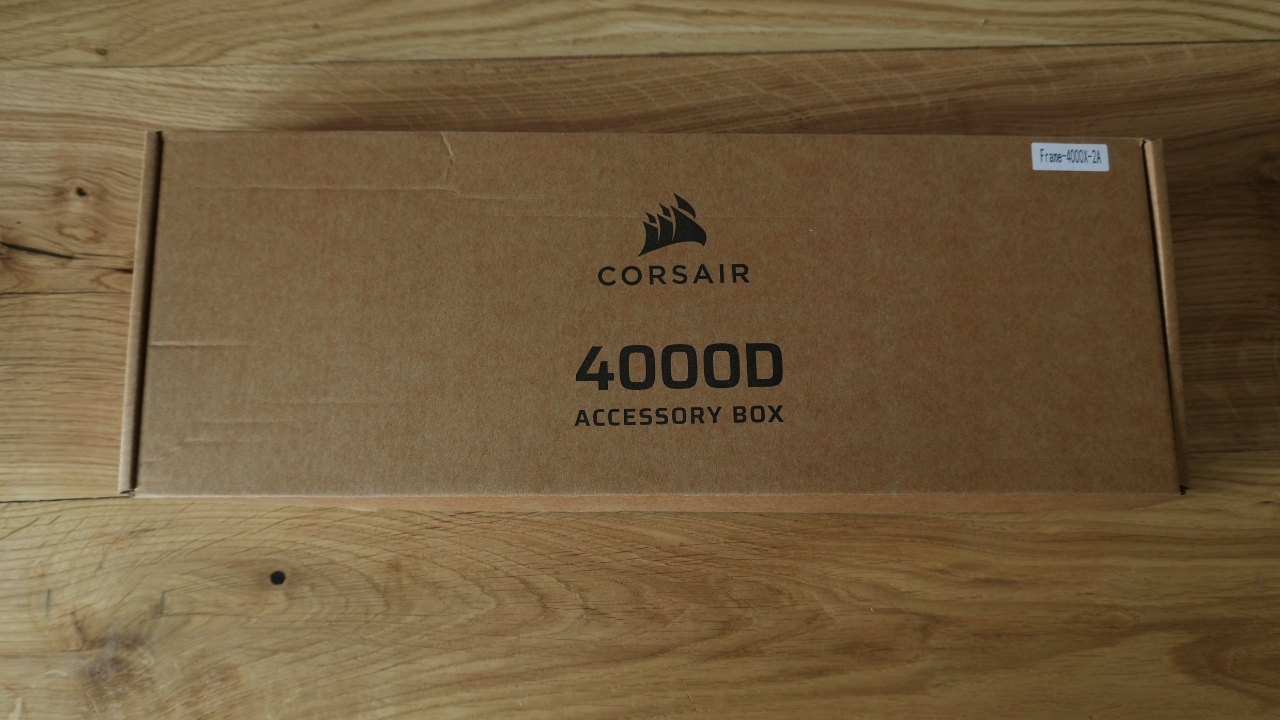 Frame-4000X-2A
CORSAIR
4000D
ACCESSORY BOX